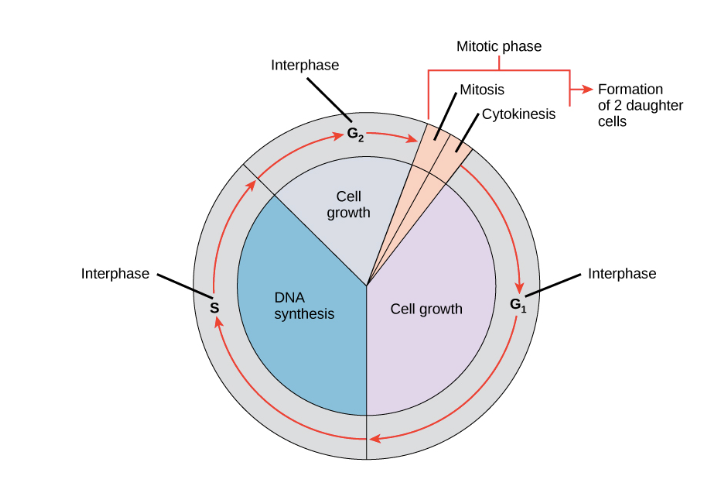 Mitotic phase
Interphase
Mitosis
Formation
of 2 daughter
cells
Cytokinesis
G₂
Cell
growth
Interphase
Interphase
DNA
synthesis
S
G₁
Cell growth